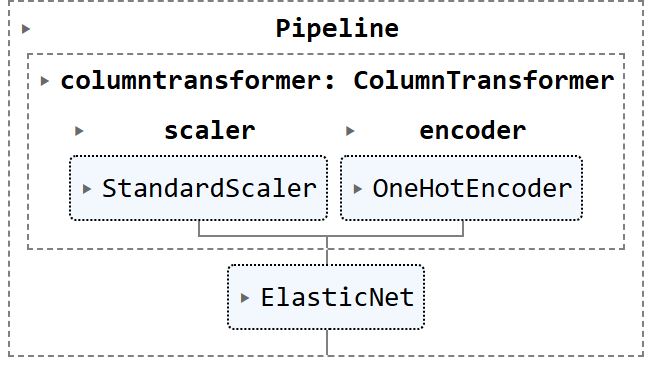 Pipeline
columntransformer: ColumnTransformer
scaler encoder
StandardScaler OneHotEncoder
ElasticNet